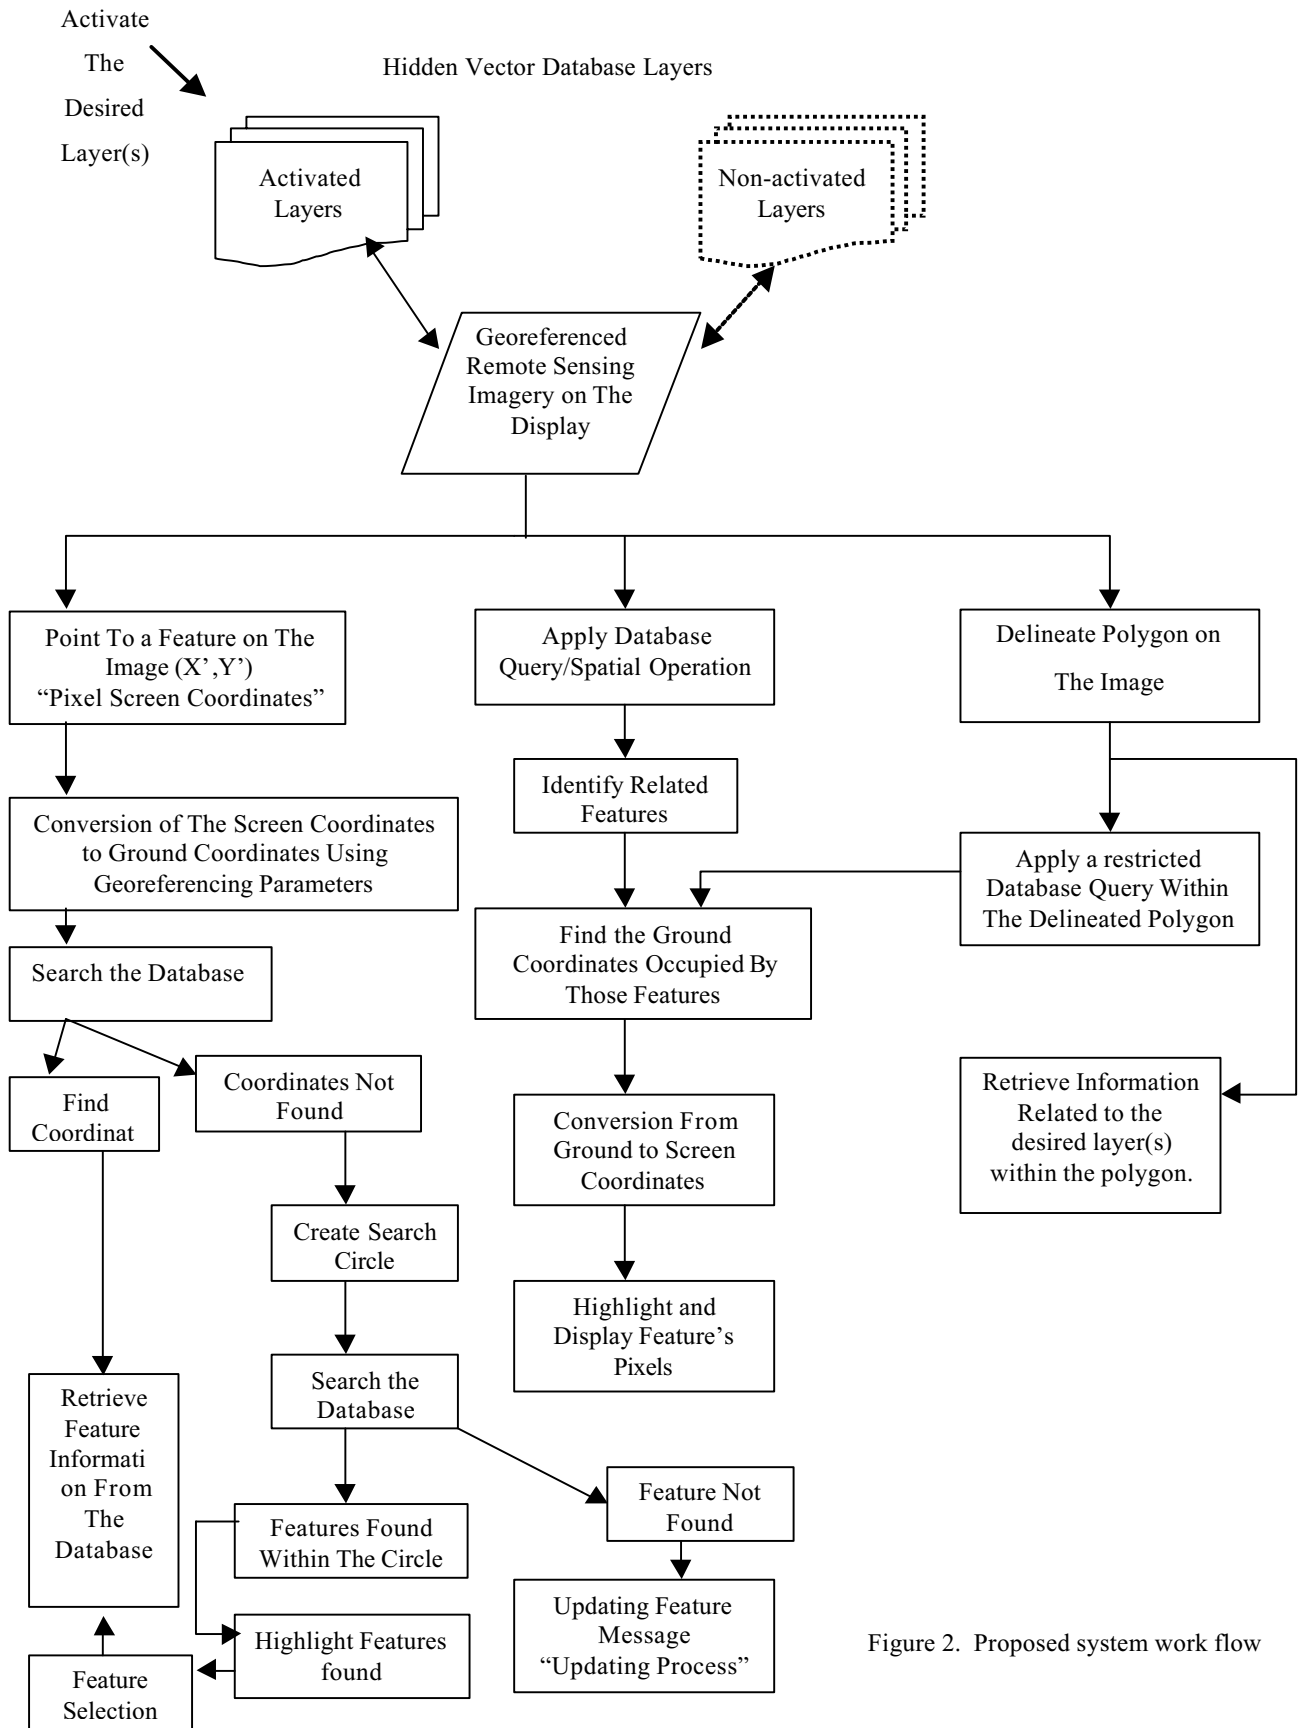 Activate
The
Desired
Layer(s)
Hidden Vector Database Layers
Activated
Layers
Non-activated
Layers
Georeferenced
Remote Sensing
Imagery on The
Display
Point To a Feature on The
Image (X’,Y’)
“Pixel Screen Coordinates”
Apply Database
Query/Spatial Operation
Delineate Polygon on
The Image
Identify Related
Features
Conversion of The Screen Coordinates
to Ground Coordinates Using
Georeferencing Parameters
Apply a restricted
Database Query Within
The Delineated Polygon
Find the Ground
Coordinates Occupied By
Those Features
Search the Database
Find
Coordinat
Coordinates Not
Found
Conversion From
Ground to Screen
Coordinates
Retrieve Information
Related to the
desired layer(s)
within the polygon.
Create Search
Circle
Highlight and
Display Feature’s
Pixels
Search the
Database
Retrieve
Feature
Informati
on From
The
Database
Feature Not
Found
Features Found
Within The Circle
Updating Feature
Message
“Updating Process”
Highlight Features
found
Feature
Selection
Figure 2. Proposed system work flow